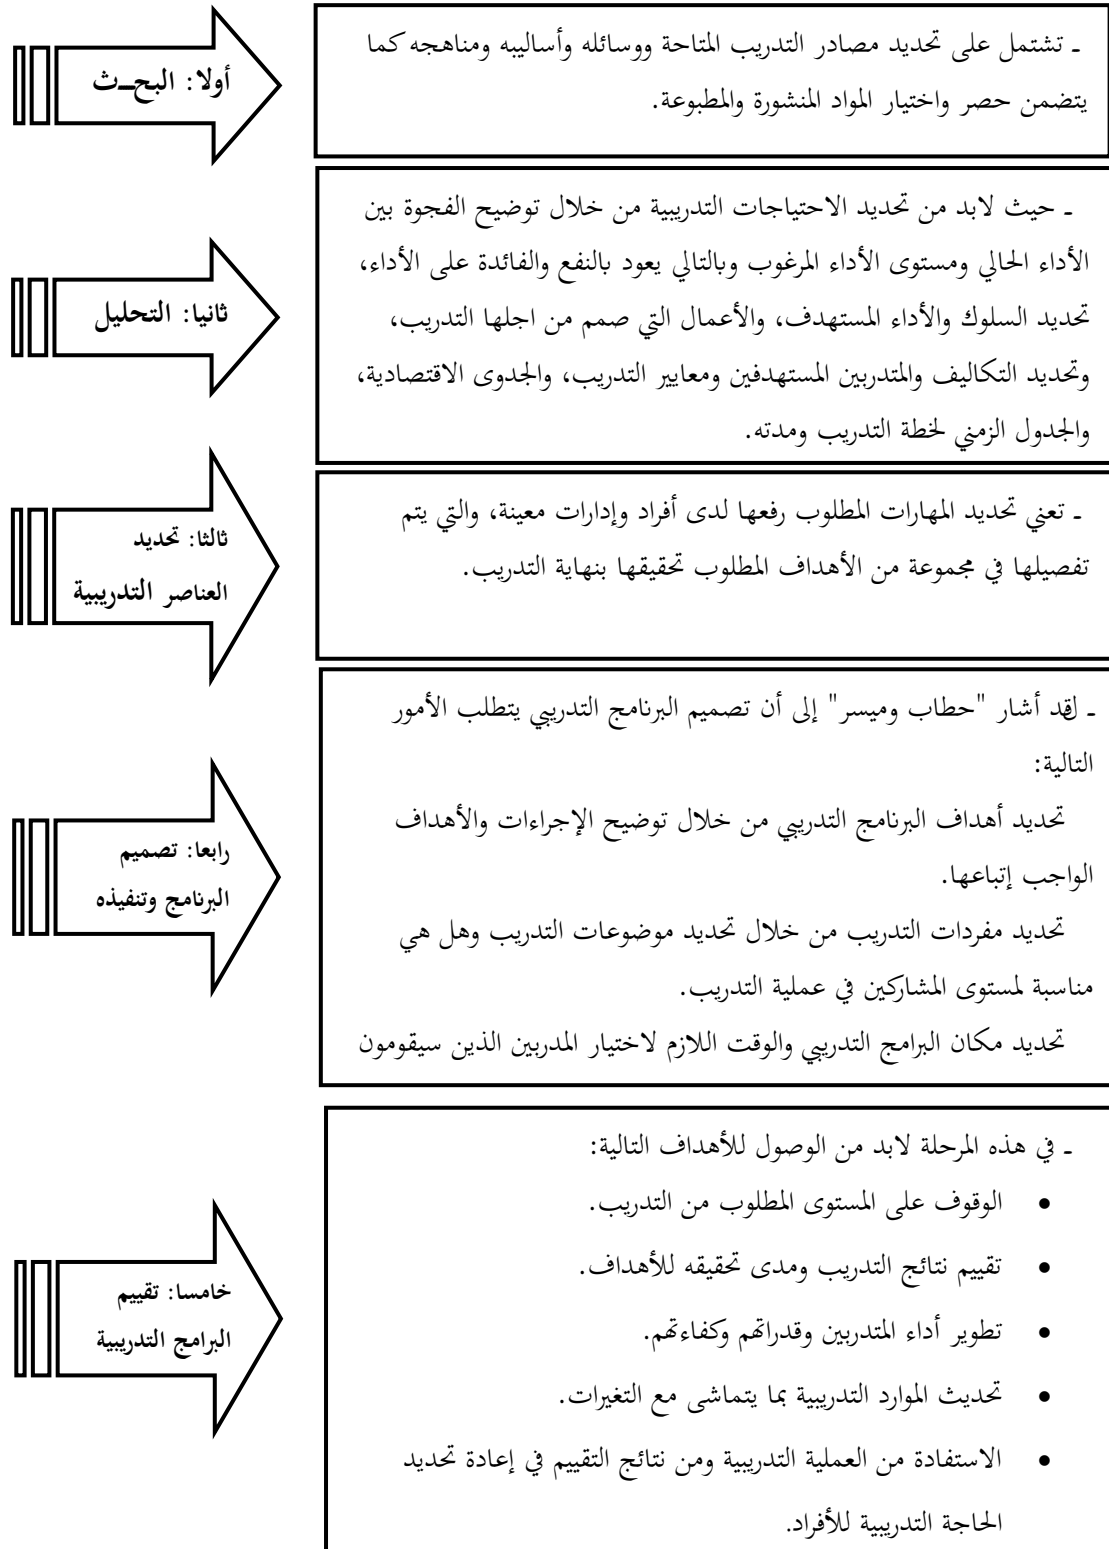 أولا: البحـث
ـ تشتمل على تحديد مصادر التدريب المتاحة ووسائله وأساليبه ومناهجه كما
يتضمن حصر واختيار المواد المنشورة والمطبوعة.
ثانيا: التحليل
ـ حيث لابد من تحديد الاحتياجات التدريبية من خلال توضيح الفجوة بين
الأداء الحالي ومستوى الأداء المرغوب وبالتالي يعود بالنفع والفائدة على الأداء،
تحديد السلوك والأداء المستهدف، والأعمال التي صمم من اجلها التدريب،
وتحديد التكاليف والمتدربين المستهدفين ومعايير التدريب، والجدوى الاقتصادية،
والجدول الزمني لخطة التدريب ومدته.
ثالثا: تحديد
العناصر التدريبية
ـ تعني تحديد المهارات المطلوب رفعها لدى أفراد وإدارات معينة، والتي يتم
تفصيلها في مجموعة من الأهداف المطلوب تحقيقها بنهاية التدريب.
رابعا: تصميم
البرنامج وتنفيذه
ـ لقد أشار "حطاب وميسر" إلى أن تصميم البرنامج التدريبي يتطلب الأمور
التالية:
تحديد أهداف البرنامج التدريبي من خلال توضيح الإجراءات والأهداف
الواجب إتباعها.
تحديد مفردات التدريب من خلال تحديد موضوعات التدريب وهل هي
مناسبة لمستوى المشاركين في عملية التدريب.
تحديد مكان البرامج التدريبي والوقت اللازم لاختيار المدربين الذين سيقومون
خامسا: تقييم
البرامج التدريبية
ـ في هذه المرحلة لابد من الوصول للأهداف التالية:
• الوقوف على المستوى المطلوب من التدريب.
• تقييم نتائج التدريب ومدى تحقيقه للأهداف.
• تطوير أداء المتدربين وقدراتهم وكفاءتهم.
• تحديث الموارد التدريبية بما يتماشى مع التغيرات.
• الاستفادة من العملية التدريبية ومن نتائج التقييم في إعادة تحديد
الحاجة التدريبية للأفراد.